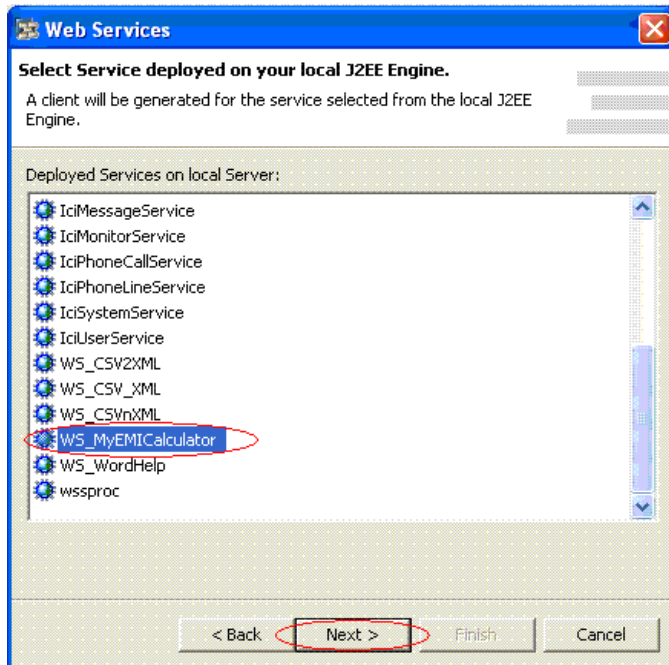 Web Services
Select Service deployed on your local J2EE Engine.
A client will be generated for the service selected from the local J2EE
Engine.
Deployed Services on local Server:
IciMessageService
IciMonitorService
IciPhoneCallService
IciPhoneLineService
IciSystemService
IciUserService
WS_CSV2XML
WS_CSV_XML
WS_CSVnXML
WS_MyEMICalculator
WS_WordHelp
wssproc
< Back Next > Finish Cancel